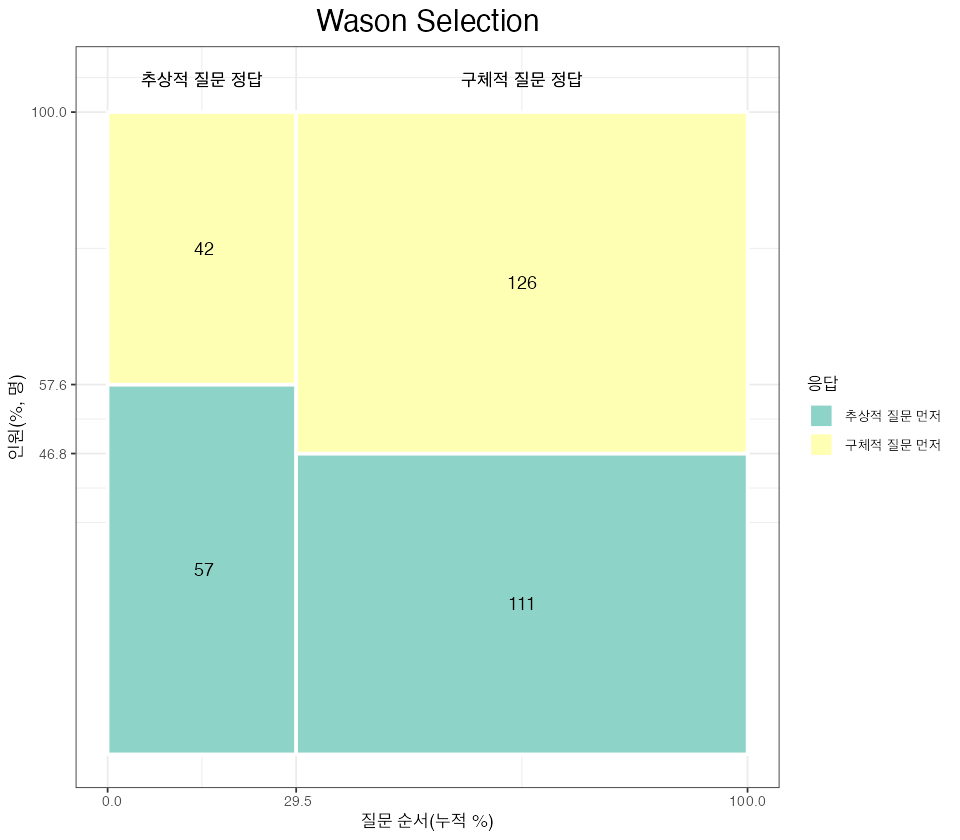 Wason Selection
추상적 질문 정답
구체적 질문 정답
100.0
42
126
57.6
46.8
57
111
인원(%, 명)
0.0
29.5
100.0
질문 순서(누적 %)
응답
추상적 질문 먼저
구체적 질문 먼저